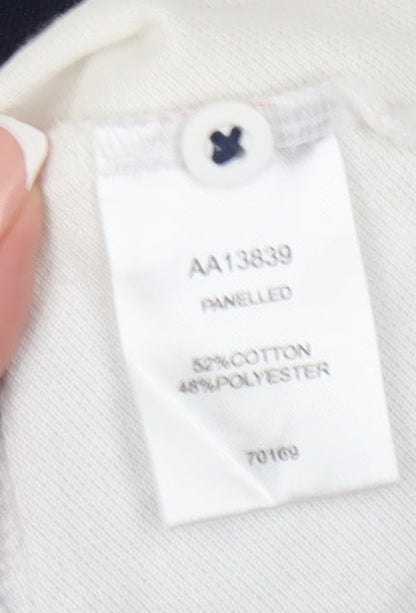 AA13839
PANELLED
52%COTTON
48%POLYESTER
70169